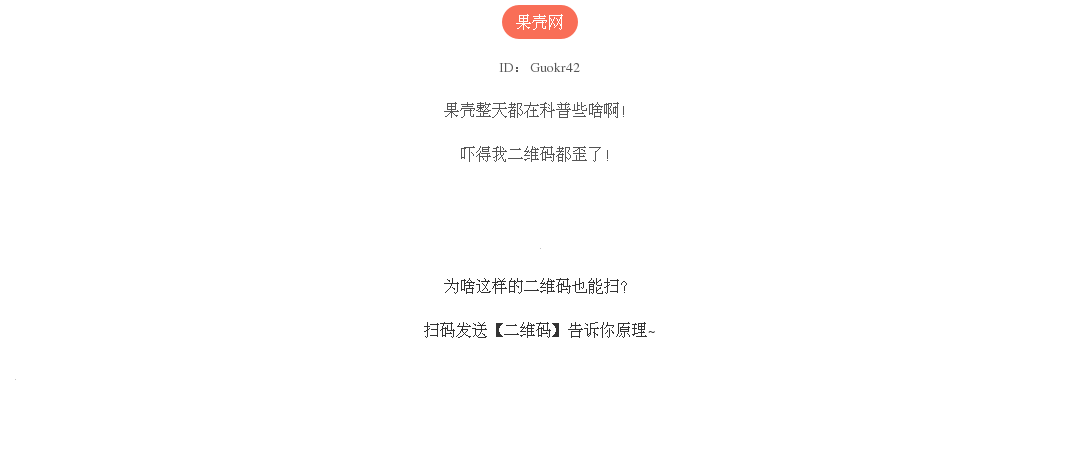 果壳网
ID： Guokr42
果壳整天都在科普些啥啊！
吓得我二维码都歪了！
为啥这样的二维码也能扫？
扫码发送【二维码】告诉你原理~